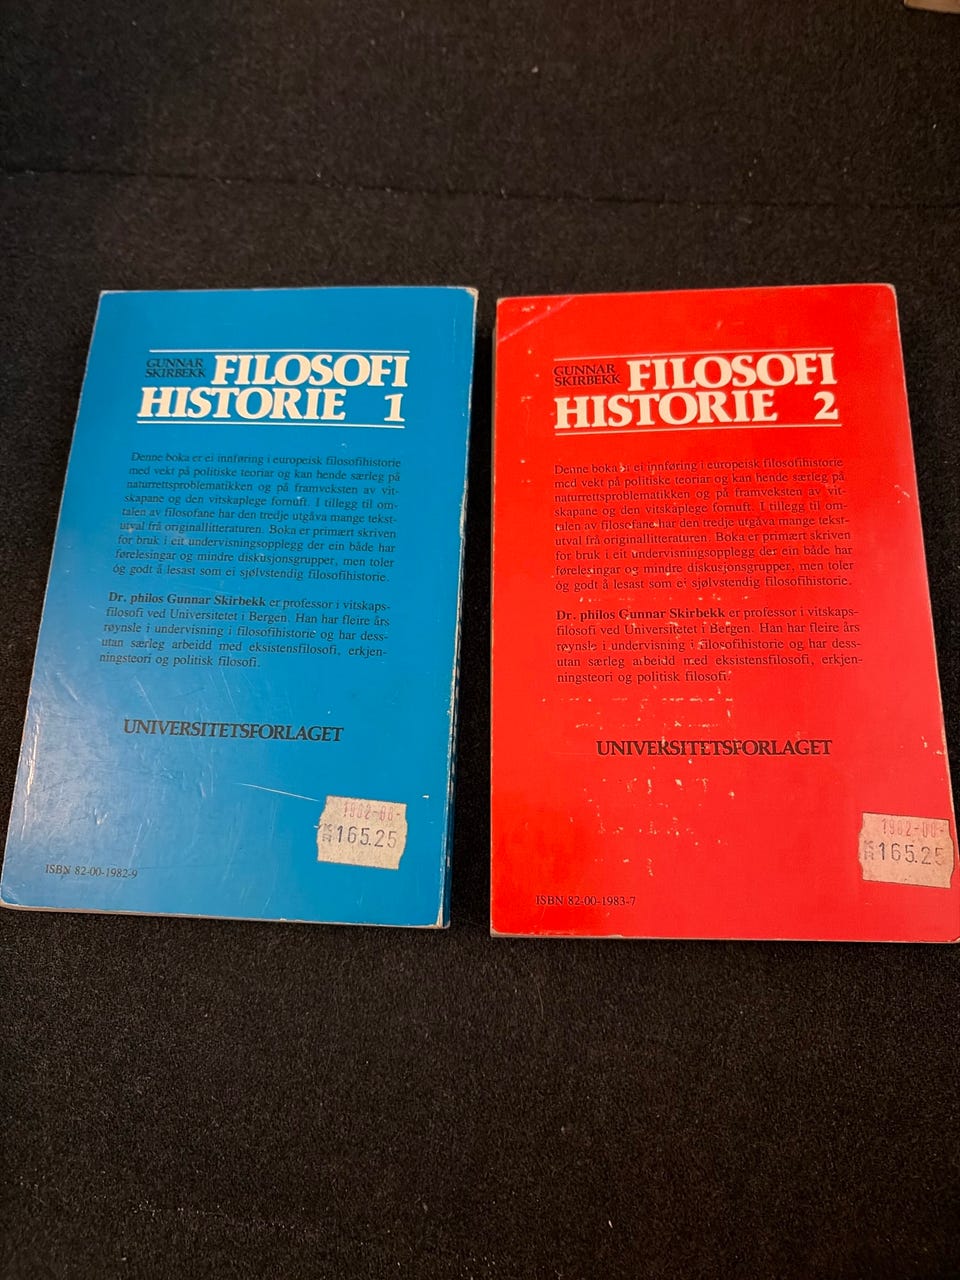 GUNNAR
SKIRBEKK
FILOSOFI
HISTORIE 1
Denne boka er ei innføring i europeisk filosofihistorie
med vekt på politiske teoriar og kan hende særleg på
naturrettsproblematikken og på framveksten av vit-
skapane og den vitskaplege fornuft. I tillegg til om-
talen av filosofane har den tredje utgåva mange tekst-
utval frå originallitteraturen. Boka er primært skriven
for bruk i eit undervisningsopplegg der ein både har
førelesingar og mindre diskusjonsgrupper, men toler
òg godt å lesast som ei sjølvstendig filosofihistorie.
Dr. philos Gunnar Skirbekk er professor i vitskaps-
filosofi ved Universitetet i Bergen. Han har fleire års
røynsle i undervisning i filosofihistorie og har dess-
utan særleg arbeidd med eksistensfilosofi, erkjen-
ningsteori og politisk filosofi.
UNIVERSITETSFORLAGET
1982-00-
165.25
ISBN 82-00-1982-9
GUNNAR
SKIRBEKK
FILOSOFI
HISTORIE 2
Denne boka er ei innføring i europeisk filosofihistorie
med vekt på politiske teoriar og kan hende særleg på
naturrettsproblematikken og på framveksten av vit-
skapane og den vitskaplege fornuft. I tillegg til om-
talen av filosofane har den tredje utgåva mange tekst-
utval frå originallitteraturen. Boka er primært skriven
for bruk i eit undervisningsopplegg der ein både har
førelesingar og mindre diskusjonsgrupper, men toler
òg godt å lesast som ei sjølvstendig filosofihistorie.
Dr. philos Gunnar Skirbekk er professor i vitskaps-
filosofi ved Universitetet i Bergen. Han har fleire års
røynsle i undervisning i filosofihistorie og har dess-
utan særleg arbeidd med eksistensfilosofi, erkjen-
ningsteori og politisk filosofi.
UNIVERSITETSFORLAGET
1982-00-
165.25
ISBN 82-00-1983-7